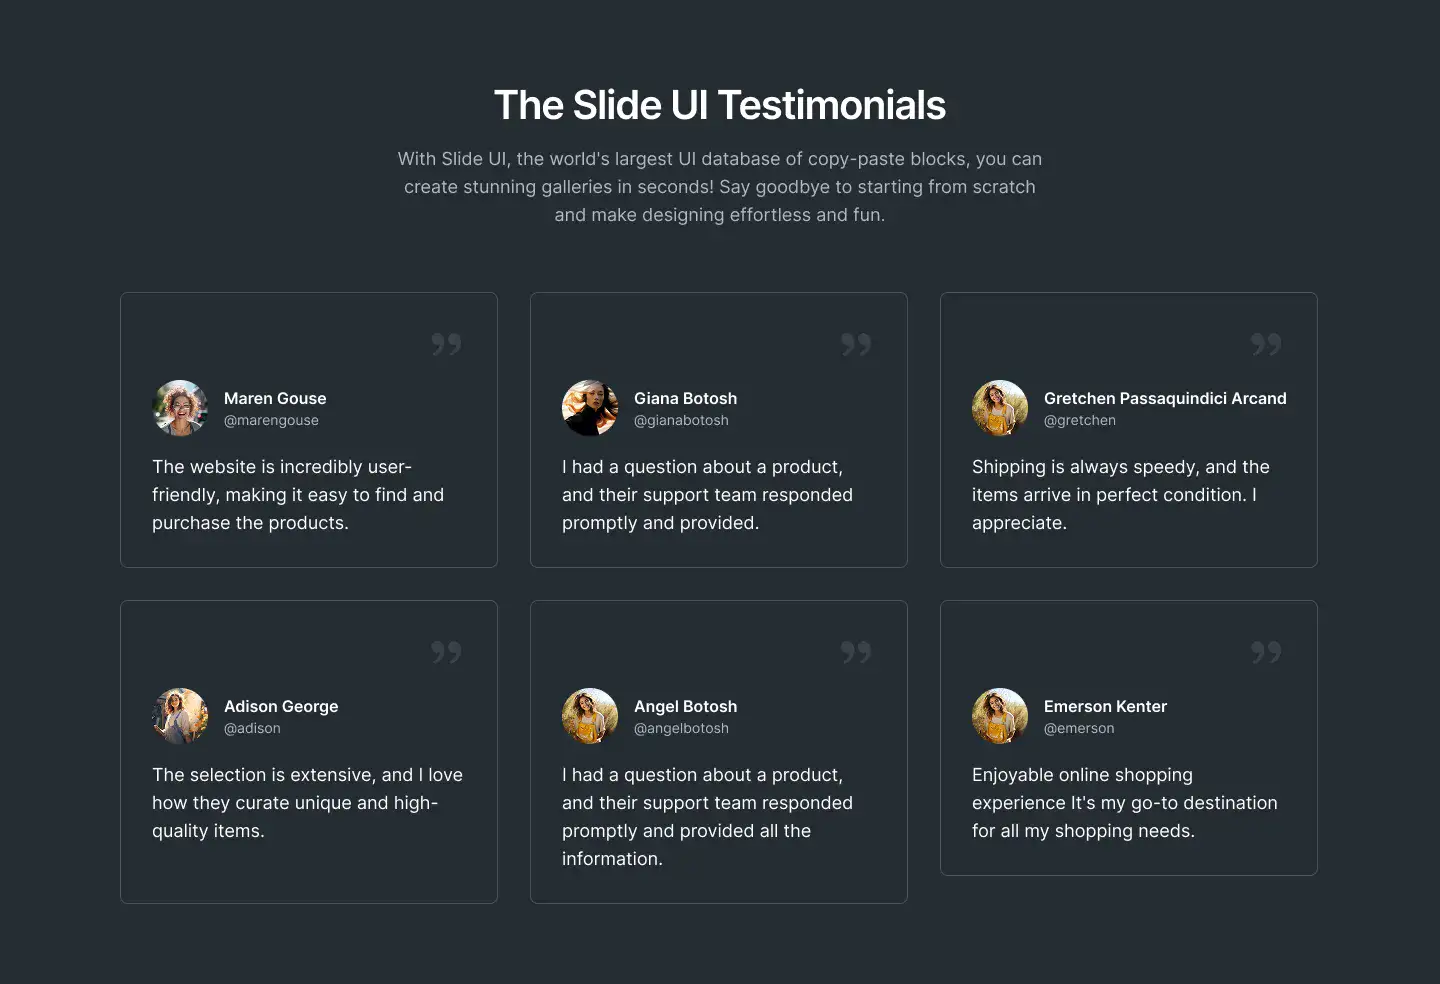 The Slide UI Testimonials
With Slide UI, the world's largest UI database of copy-paste blocks, you can
create stunning galleries in seconds! Say goodbye to starting from scratch
and make designing effortless and fun.
Maren Gouse
@marengouse
The website is incredibly user-
friendly, making it easy to find and
purchase the products.
Giana Botosh
@gianabotosh
I had a question about a product,
and their support team responded
promptly and provided.
Gretchen Passaquindici Arcand
@gretchen
Shipping is always speedy, and the
items arrive in perfect condition. I
appreciate.
Adison George
@adison
The selection is extensive, and I love
how they curate unique and high-
quality items.
Angel Botosh
@angelbotosh
I had a question about a product,
and their support team responded
promptly and provided all the
information.
Emerson Kenter
@emerson
Enjoyable online shopping
experience It's my go-to destination
for all my shopping needs.